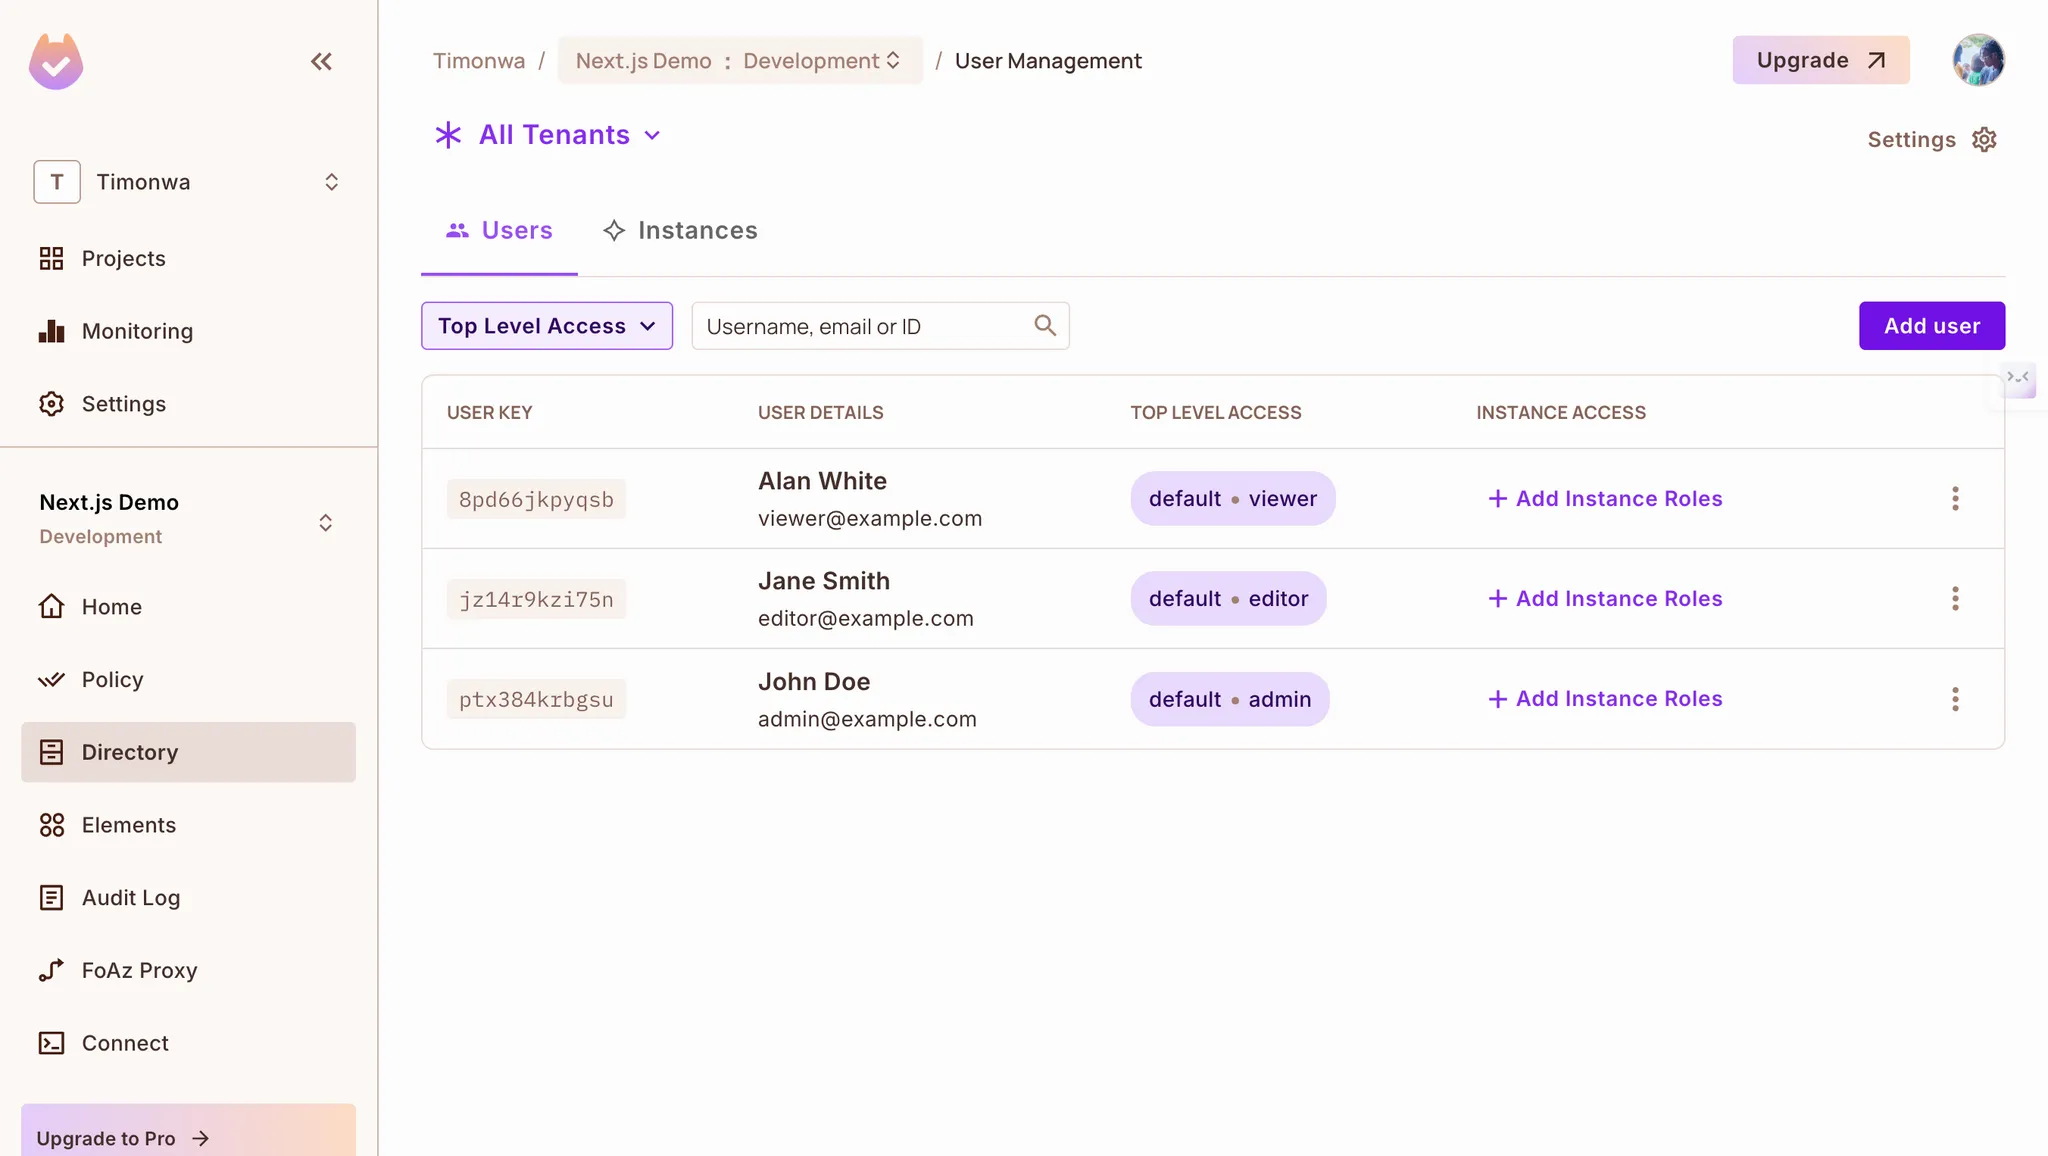 Timonwa / Next.js Demo : Development / User Management
Upgrade
All Tenants
Settings
T Timonwa
Projects
Monitoring
Settings
Next.js Demo
Development
Home
Policy
Directory
Elements
Audit Log
FoAz Proxy
Connect
Upgrade to Pro
Users Instances
Top Level Access Username, email or ID Add user
USER KEY USER DETAILS TOP LEVEL ACCESS INSTANCE ACCESS
8pd66jkpyqsb Alan White default • viewer + Add Instance Roles
viewer@example.com
jz14r9kzi75n Jane Smith default • editor + Add Instance Roles
editor@example.com
ptx384krbgsu John Doe default • admin + Add Instance Roles
admin@example.com